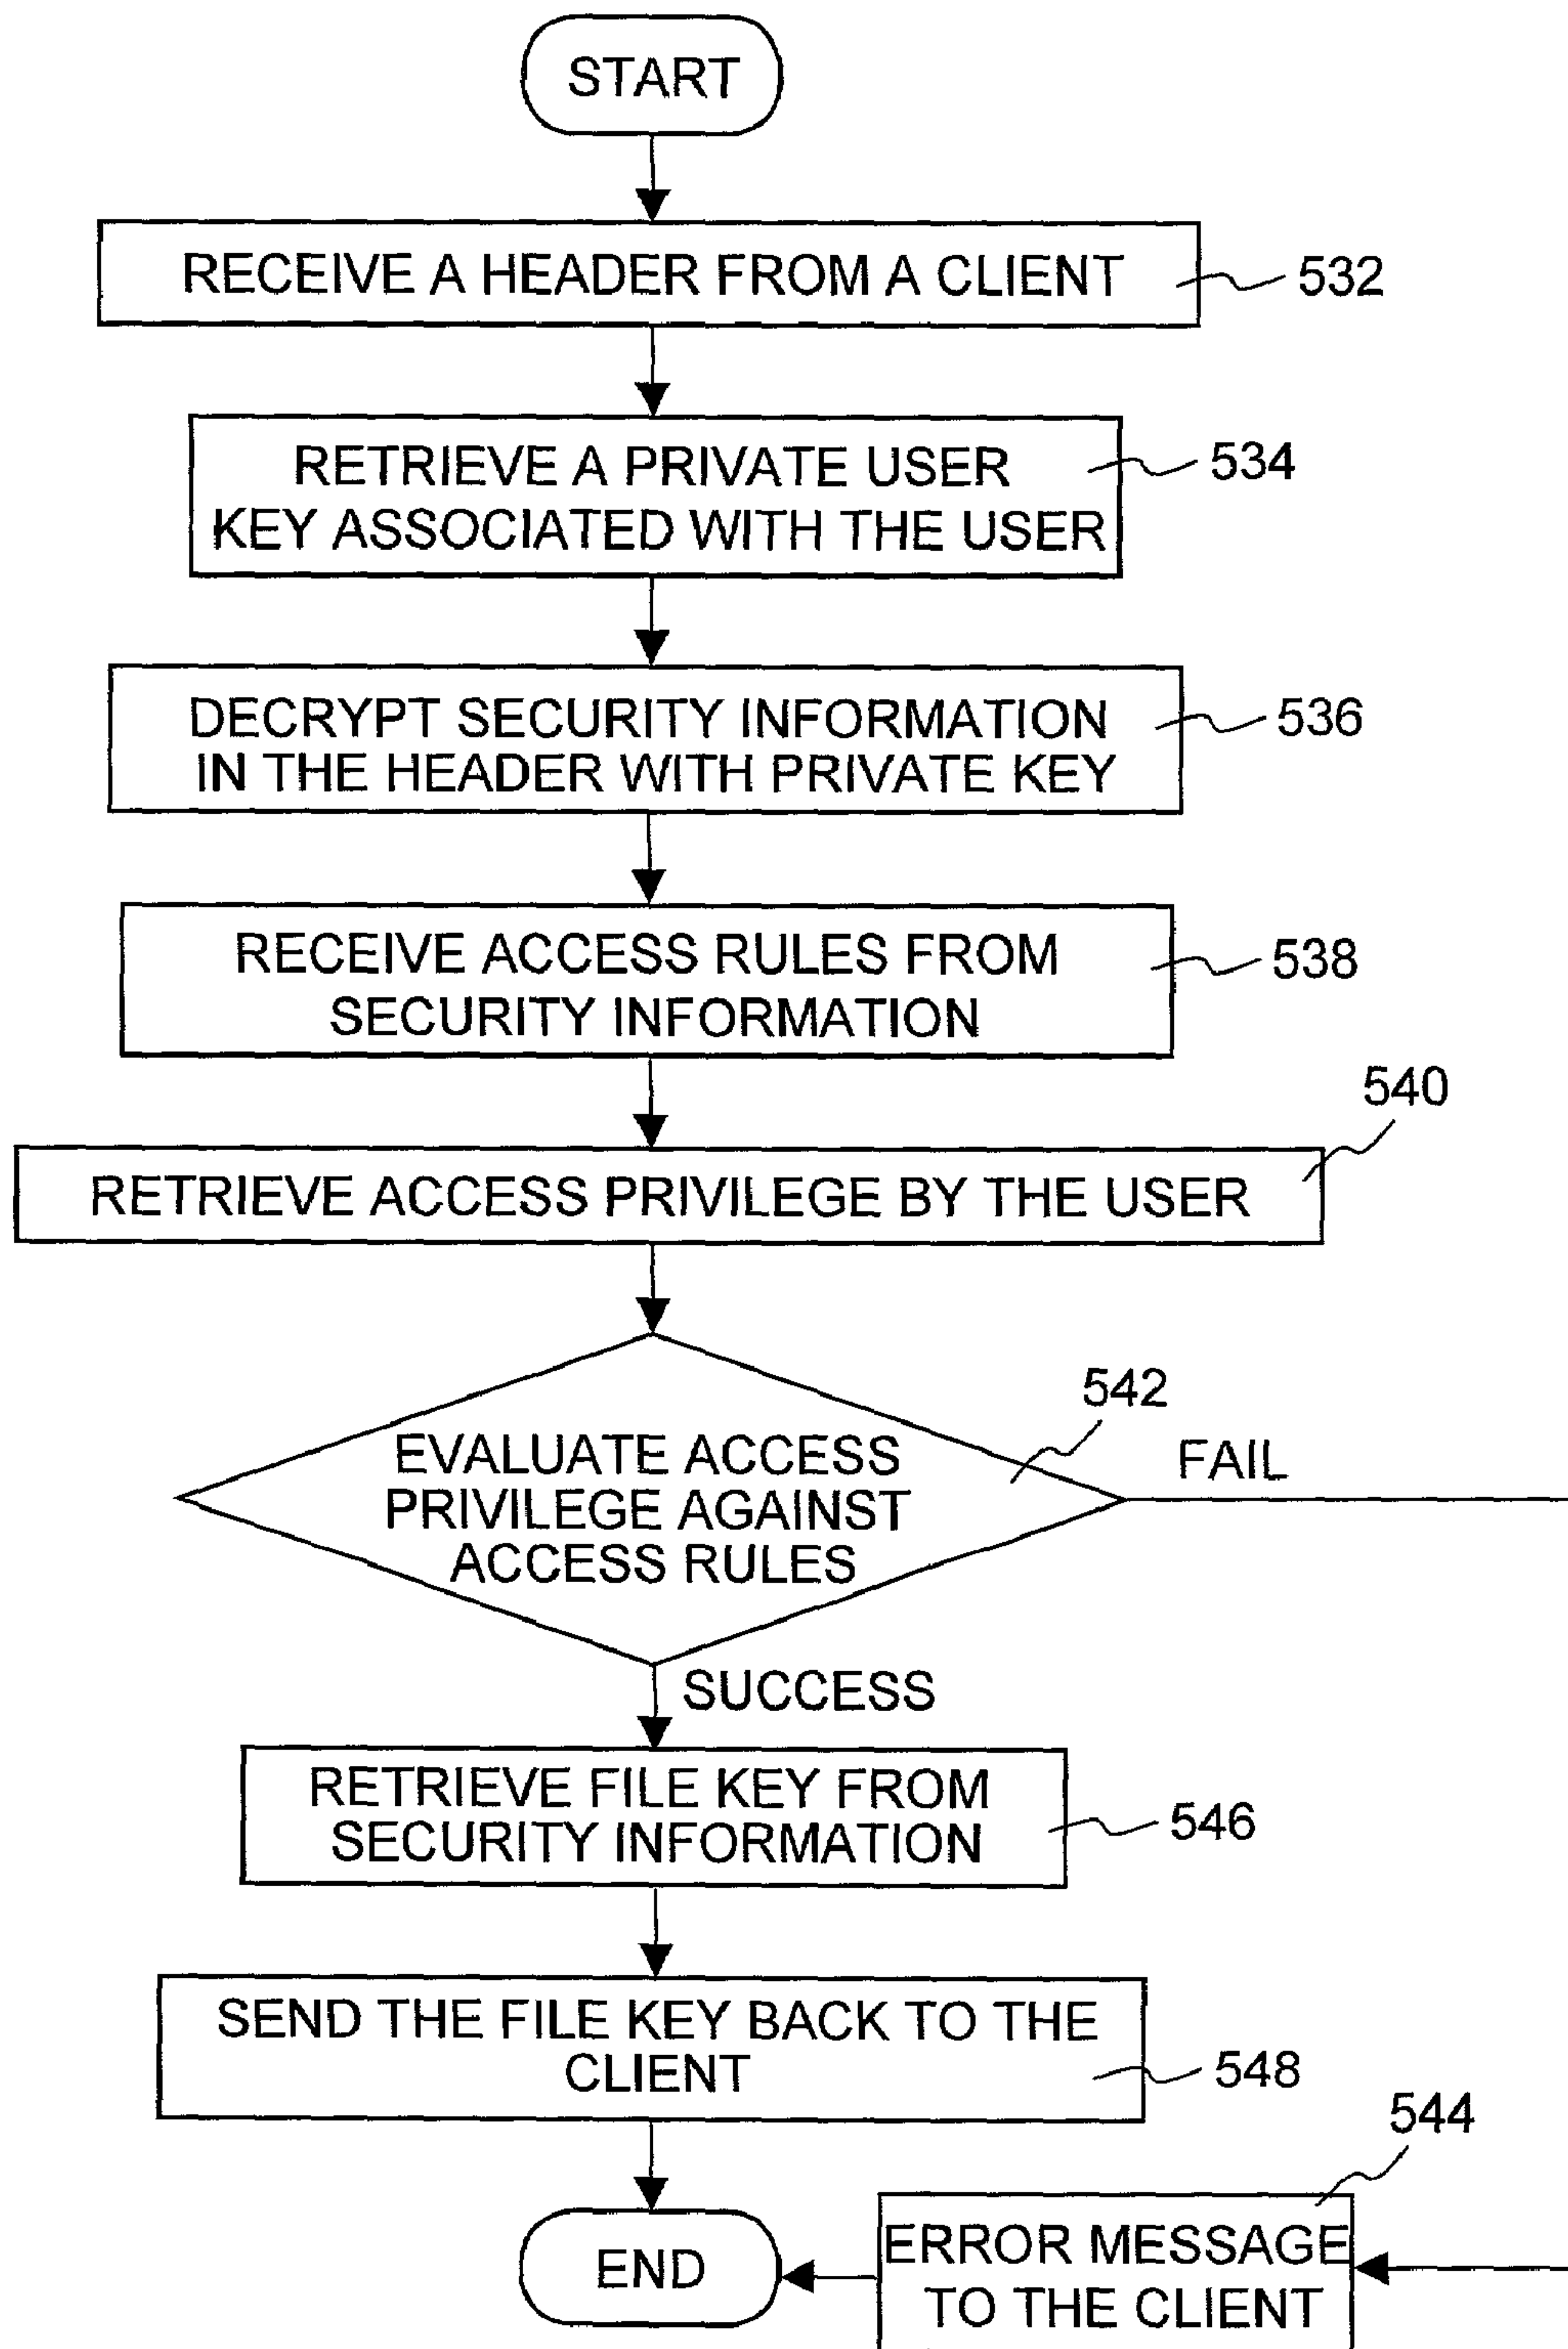 START
RECEIVE A HEADER FROM A CLIENT
532
RETRIEVE A PRIVATE USER
KEY ASSOCIATED WITH THE USER
534
DECRYPT SECURITY INFORMATION
IN THE HEADER WITH PRIVATE KEY
536
RECEIVE ACCESS RULES FROM
SECURITY INFORMATION
538
540
RETRIEVE ACCESS PRIVILEGE BY THE USER
542
EVALUATE ACCESS
PRIVILEGE AGAINST
ACCESS RULES
FAIL
SUCCESS
RETRIEVE FILE KEY FROM
SECURITY INFORMATION
546
SEND THE FILE KEY BACK TO THE
CLIENT
548
544
END
ERROR MESSAGE
TO THE CLIENT